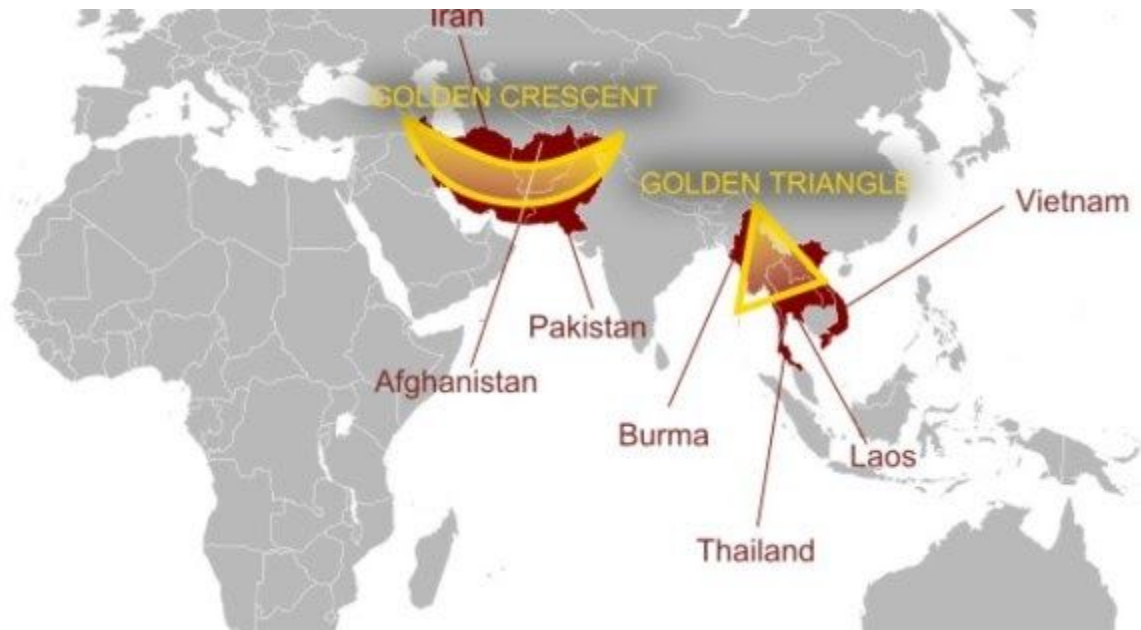 Iran
GOLDEN CRESCENT
GOLDEN TRIANGLE
Vietnam
Pakistan
Afghanistan
Burma
Laos
Thailand